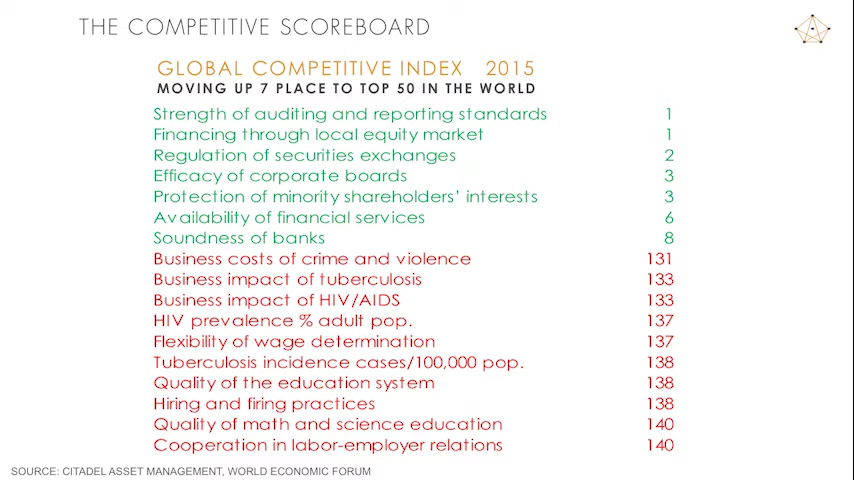 THE COMPETITIVE SCOREBOARD
GLOBAL COMPETITIVE INDEX 2015
MOVING UP 7 PLACE TO TOP 50 IN THE WORLD
Strength of auditing and reporting standards 1
Financing through local equity market 1
Regulation of securities exchanges 2
Efficacy of corporate boards 3
Protection of minority shareholders' interests 3
Availability of financial services 6
Soundness of banks 8
Business costs of crime and violence 131
Business impact of tuberculosis 133
Business impact of HIV/AIDS 133
HIV prevalence % adult pop. 137
Flexibility of wage determination 137
Tuberculosis incidence cases/100,000 pop. 138
Quality of the education system 138
Hiring and firing practices 138
Quality of math and science education 140
Cooperation in labor-employer relations 140
SOURCE: CITADEL ASSET MANAGEMENT, WORLD ECONOMIC FORUM